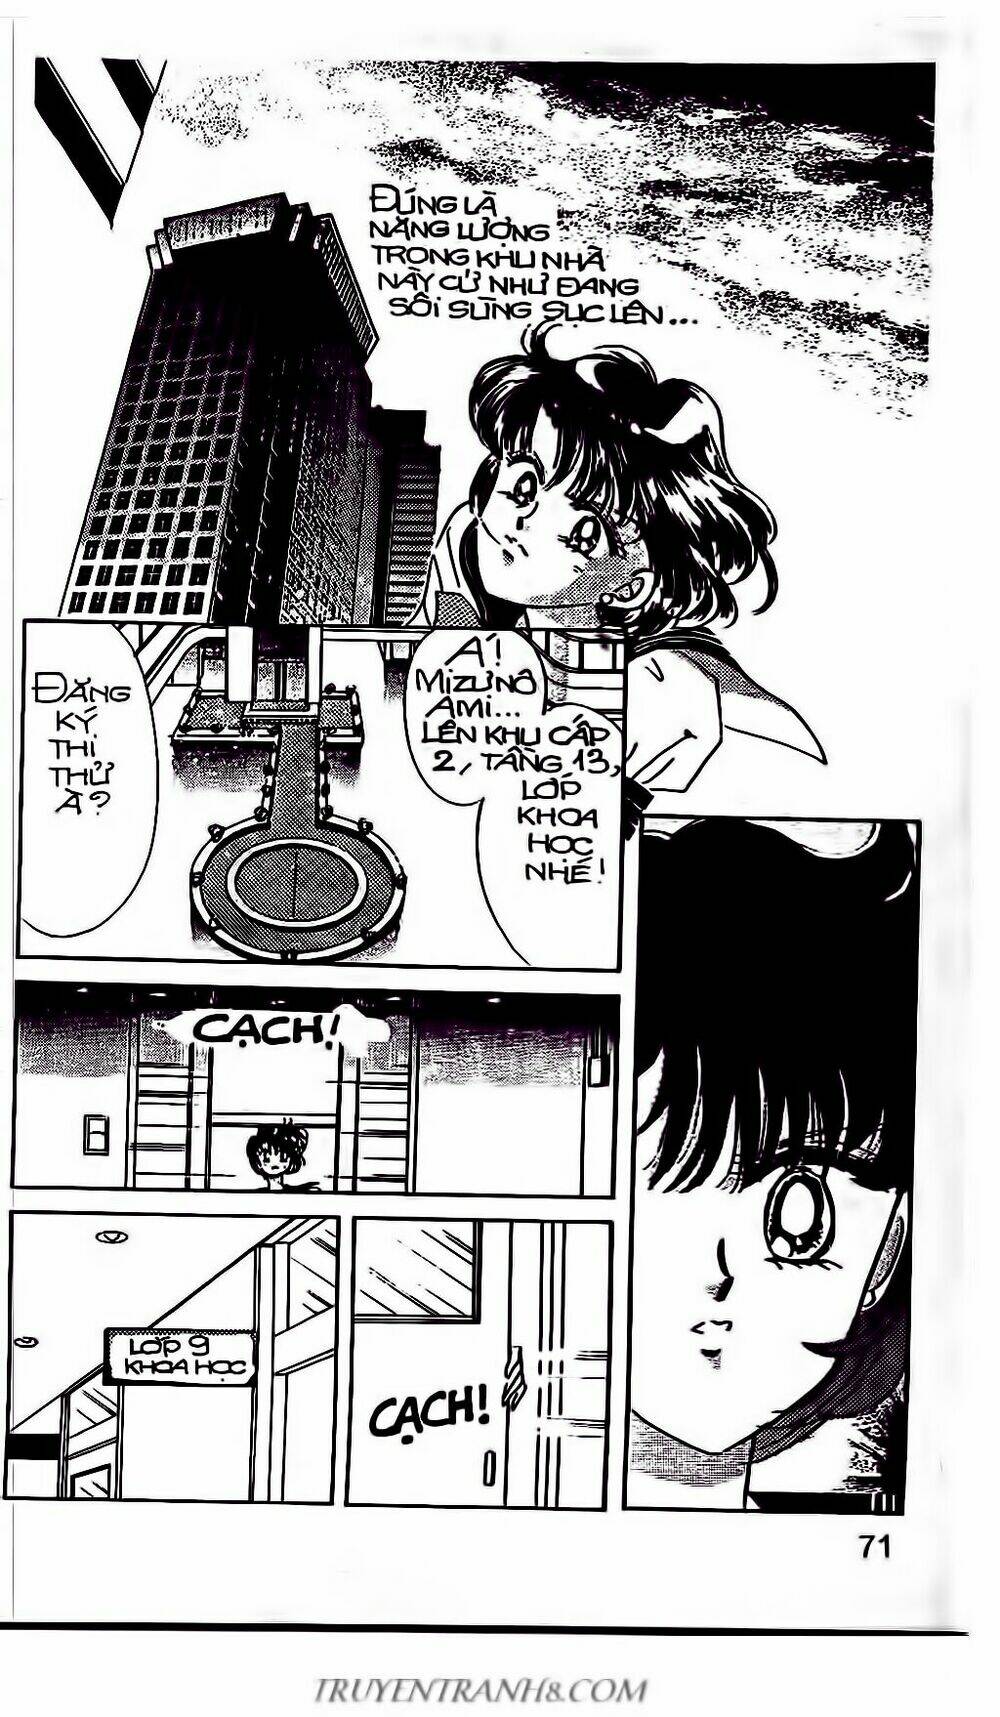 ĐÚNG LÀ
NĂNG LƯỢNG
TRONG KHU NHÀ
NÀY CỨ NHƯ ĐANG
SÔI SÙNG SỤC LÊN...
Á!
MIZƯNÔ
AMI...
LÊN KHU CẤP
2, TẦNG 13,
LỚP
KHOA
HỌC
NHÉ!
ĐĂNG
KÝ
THI
THỬ
À?
CẠCH!
LỚP 9
KHOA HỌC
CẠCH!
71
TRUYENTRANH8.COM